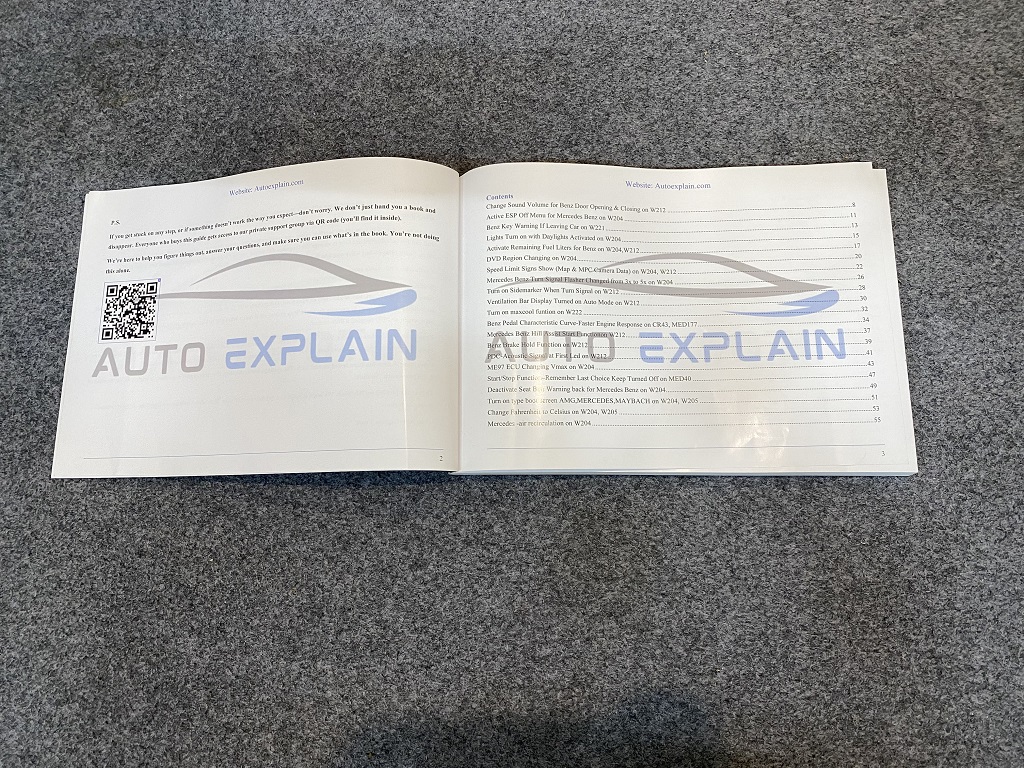 Website: Autoexplain.com
P.S.
If you get stuck on any step, or if something doesn't work the way you expect—don't worry. We don't just hand you a book and
disappear. Everyone who buys this guide gets access to our private support group via QR code (you'll find it inside).
We're here to help you figure things out, answer your questions, and make sure you can use what's in the book. You're not doing
this alone.
AUTO EXPLAIN
2
Website: Autoexplain.com
Contents
Change Sound Volume for Benz Door Opening & Closing on W212 8
Active ESP Off Menu for Mercedes Benz on W204 11
Benz Key Warning If Leaving Car on W221 13
Lights Turn on with Daylights Activated on W204 15
Activate Remaining Fuel Liters for Benz on W204,W212 17
DVD Region Changing on W204 20
Speed Limit Signs Show (Map & MPC Camera Data) on W204, W212 22
Mercedes Benz Turn Signal Flasher Changed from 3x to 5x on W204 26
Turn on Sidemarker When Turn Signal on W212 28
Ventilation Bar Display Turned on Auto Mode on W212 30
Turn on maxcool funtion on W222 32
Benz Pedal Characteristic Curve-Faster Engine Response on CR43, MED177 34
Mercedes Benz Hill Assist Start Function on W212 37
Benz Brake Hold Function on W212 39
PDC-Acoustic Signal at First Led on W212 41
ME97 ECU Changing Vmax on W204 43
Start/Stop Function-Remember Last Choice Keep Turned Off on MED40 47
Deactivate Seat Belt Warning back for Mercedes Benz on W204 49
Turn on type boot screen AMG,MERCEDES,MAYBACH on W204, W205 51
Change Fahrenheit to Celsius on W204, W205 53
Mercedes -air recirculation on W204 55
AUTO EXPLAIN
3